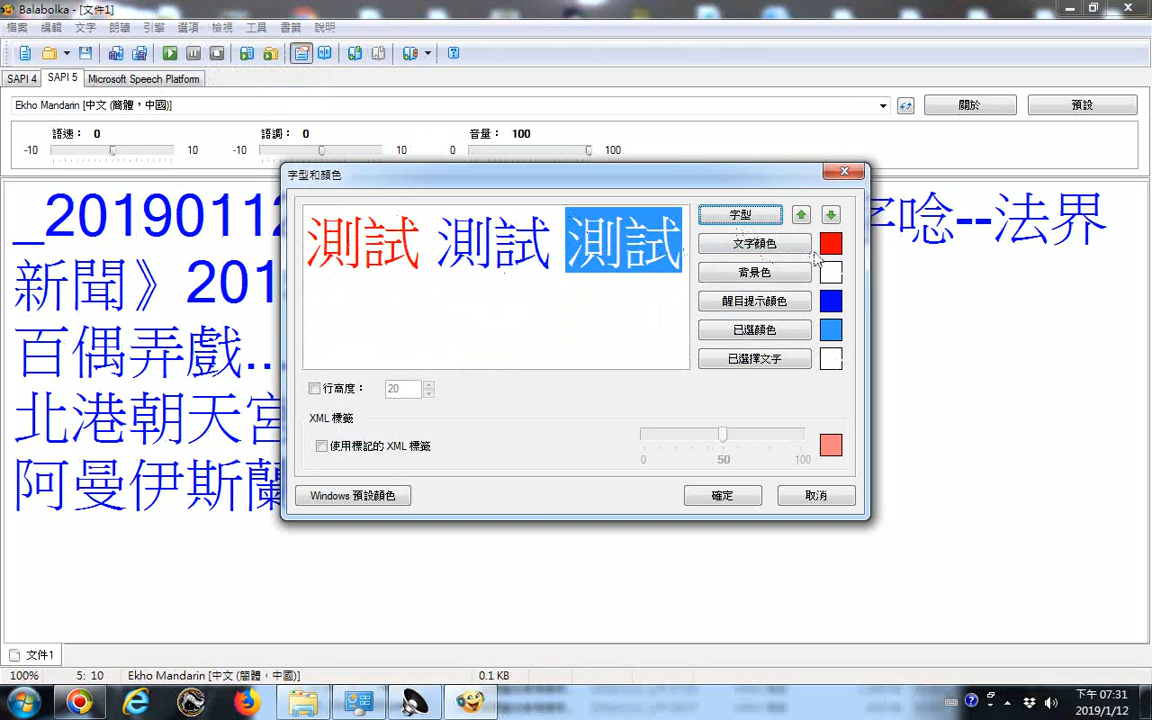 Balabolka - [文件1]
檔案 編輯 文字 朗讀 引擎 選項 檢視 工具 書籤 說明
SAPI 4 SAPI 5 Microsoft Speech Platform
Ekho Mandarin [中文 (簡體，中國)] 關於 預設
語速： 0 語調： 0 音量： 100
-10 10 -10 10 0 100
字型和顏色
_2019011 字唸--法界
新聞》201
百偶弄戲..
北港朝天宮
阿曼伊斯蘭
測試 測試 測試
字型
文字顏色
背景色
醒目提示顏色
已選顏色
已選擇文字
行高度： 20
XML 標籤
使用標記的 XML 標籤
0 50 100
Windows 預設顏色 確定 取消
文件1
100% 5: 10 Ekho Mandarin [中文 (簡體，中國)] 0.1 KB
下午 07:31
2019/1/12